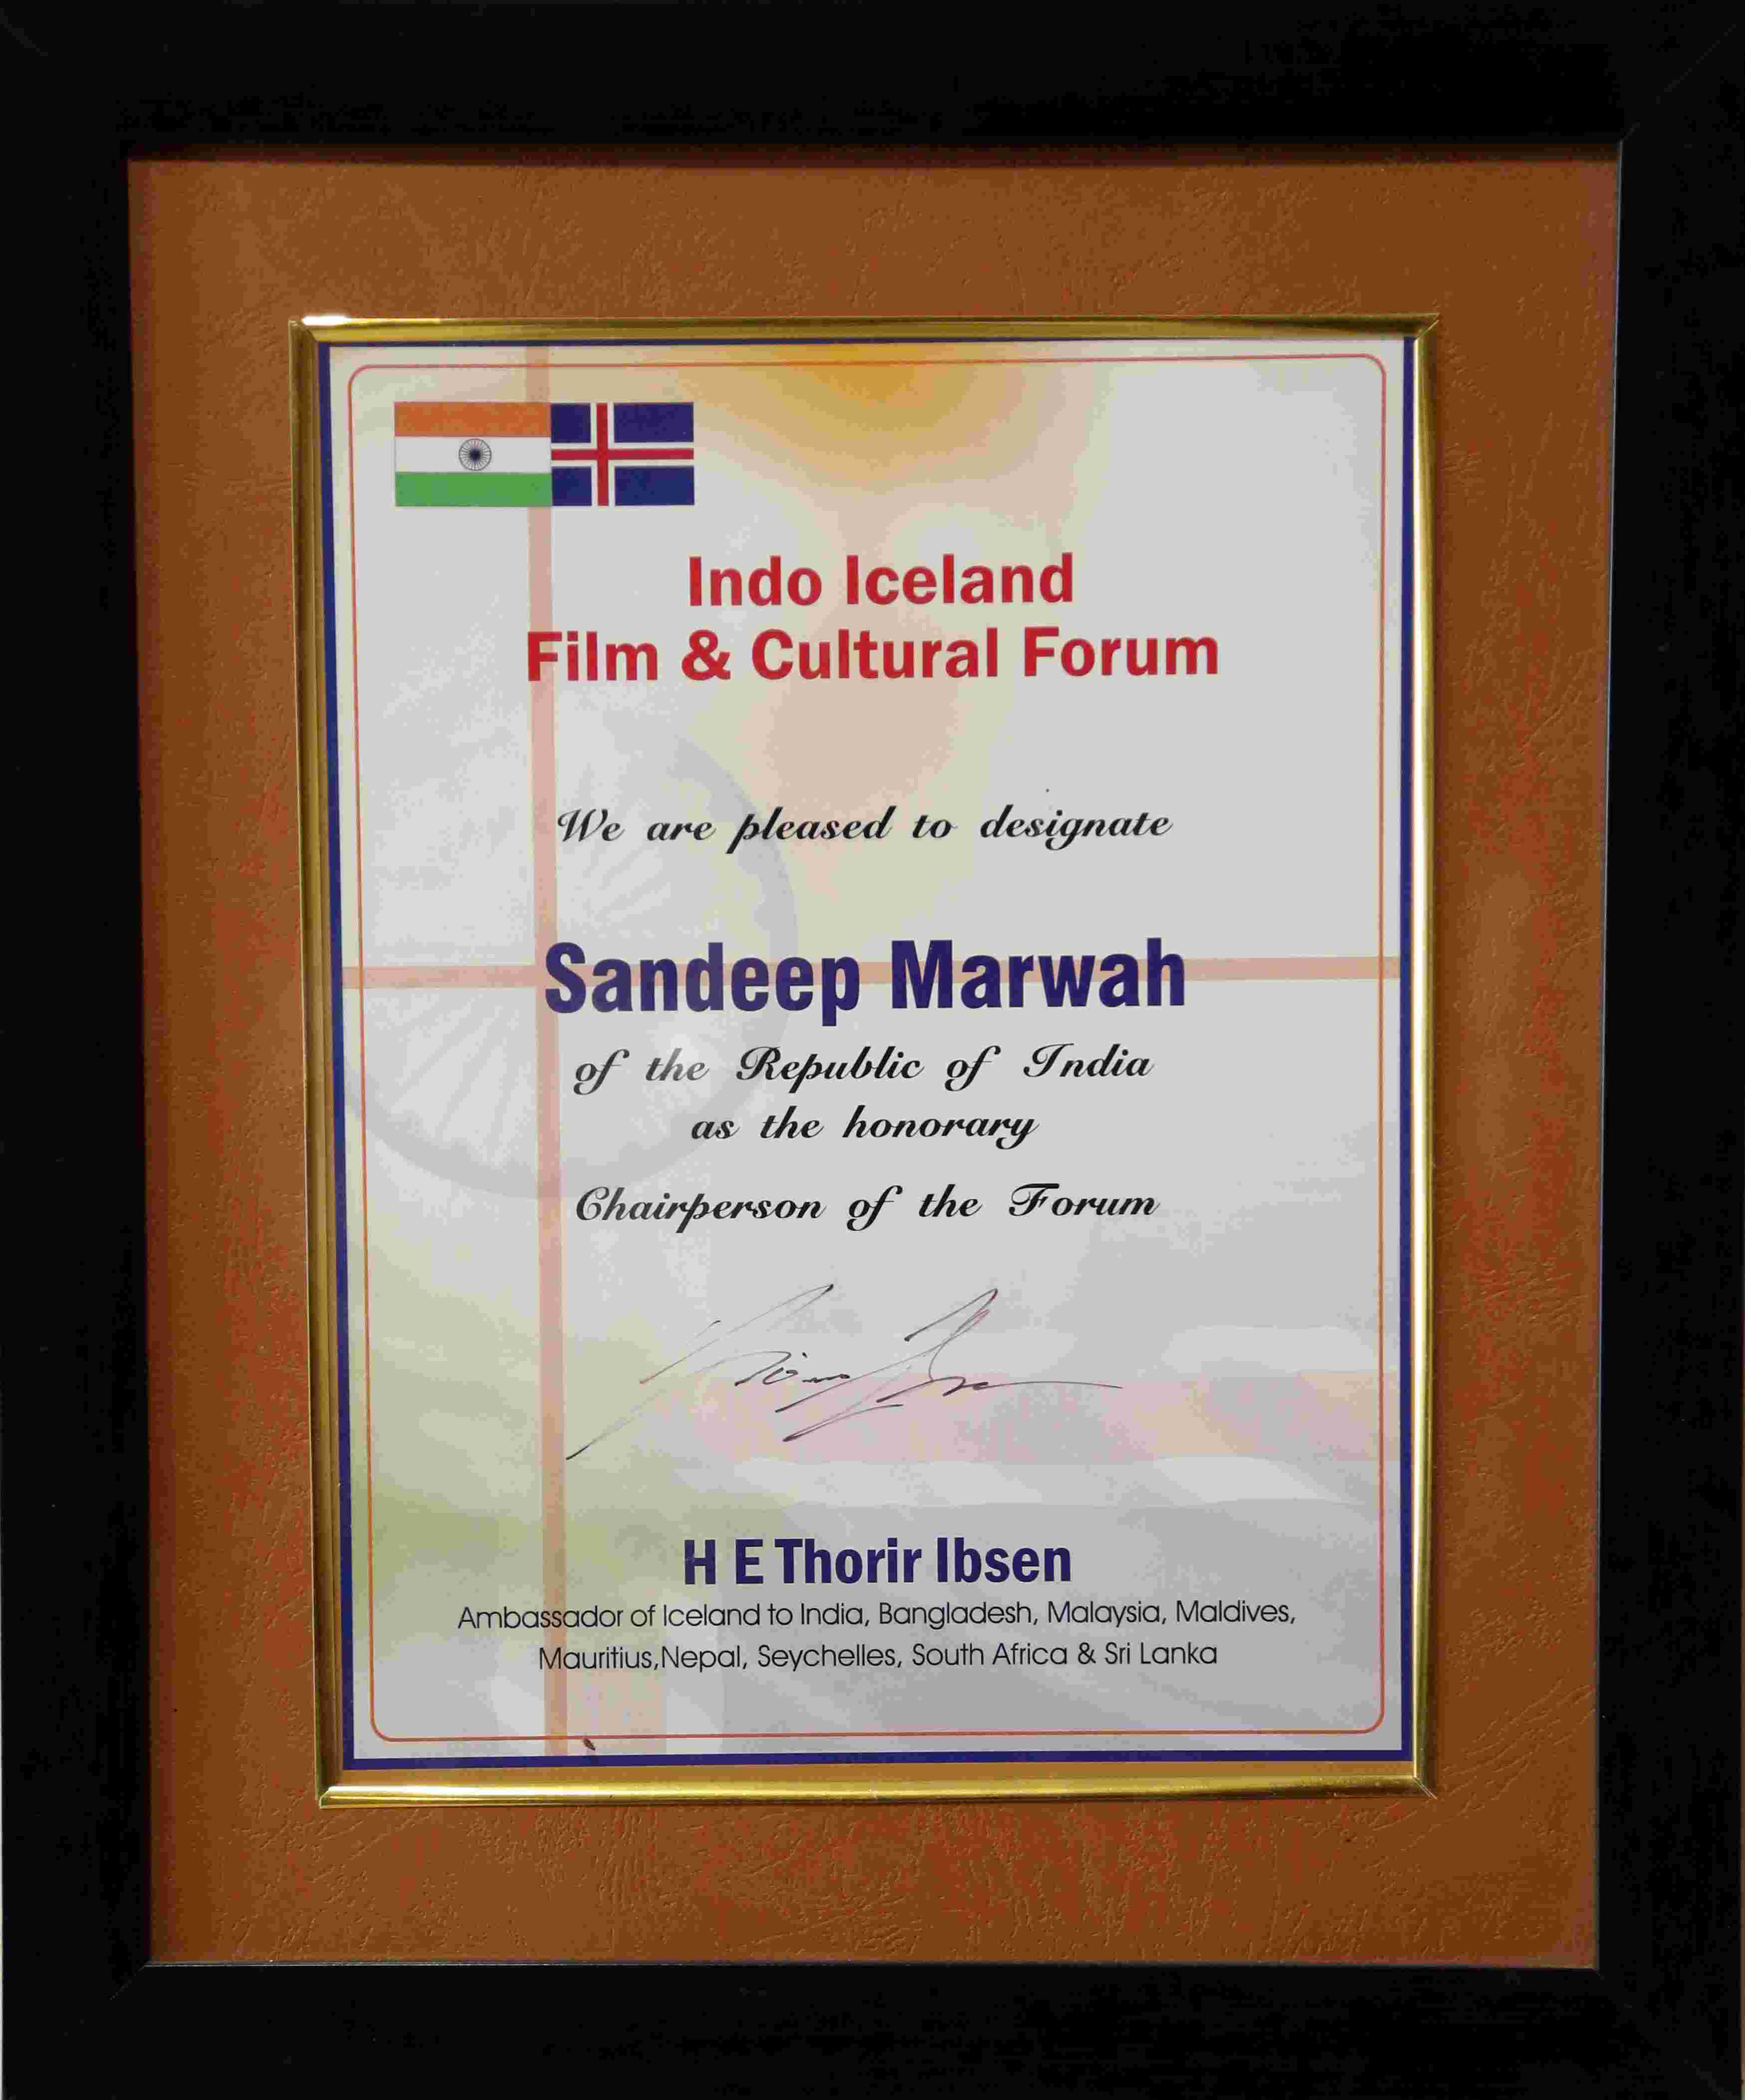 Indo Iceland
Film & Cultural Forum
We are pleased to designate
Sandeep Marwah
of the Republic of India
as the honorary
Chairperson of the Forum
H E Thorir Ibsen
Ambassador of Iceland to India, Bangladesh, Malaysia, Maldives,
Mauritius,Nepal, Seychelles, South Africa & Sri Lanka